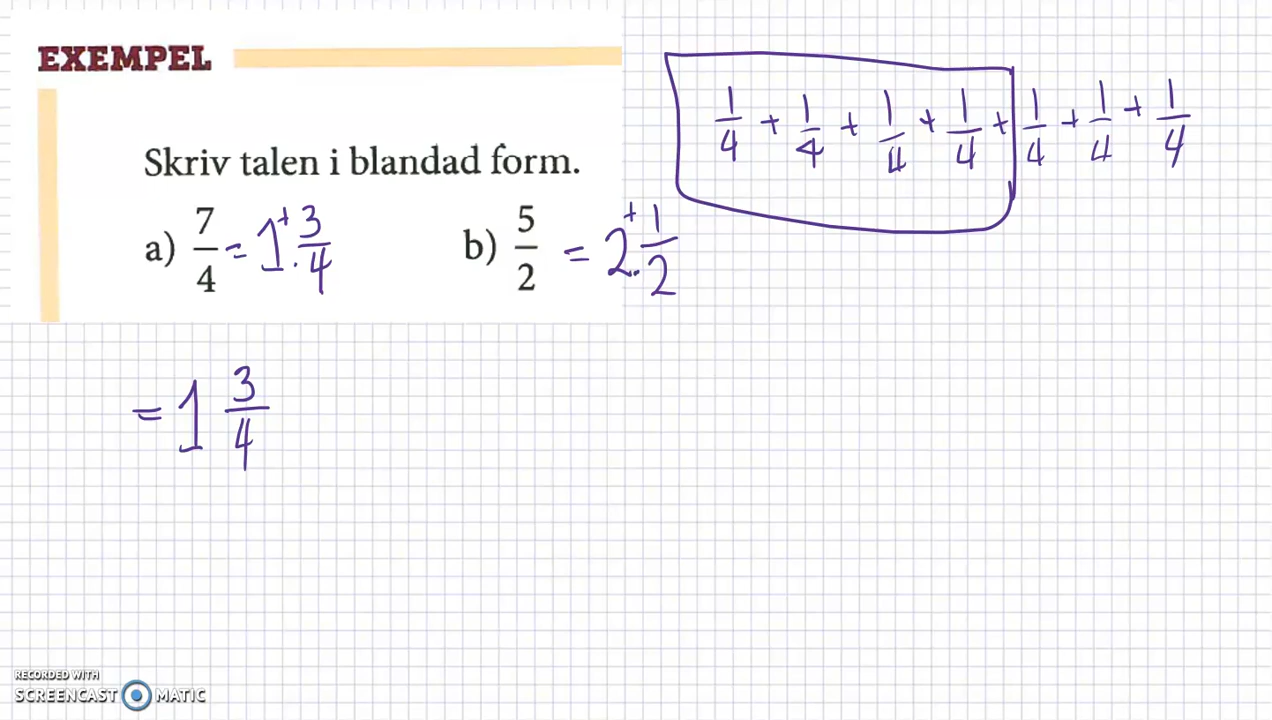 EXEMPEL
1/4 + 1/4 + 1/4 + 1/4 + 1/4 + 1/4 + 1/4
Skriv talen i blandad form.
a) 7/4 = 1 + . 3/4
b) 5/2 = 2 + . 1/2
= 1 3/4
RECORDED WITH
SCREENCAST MATIC